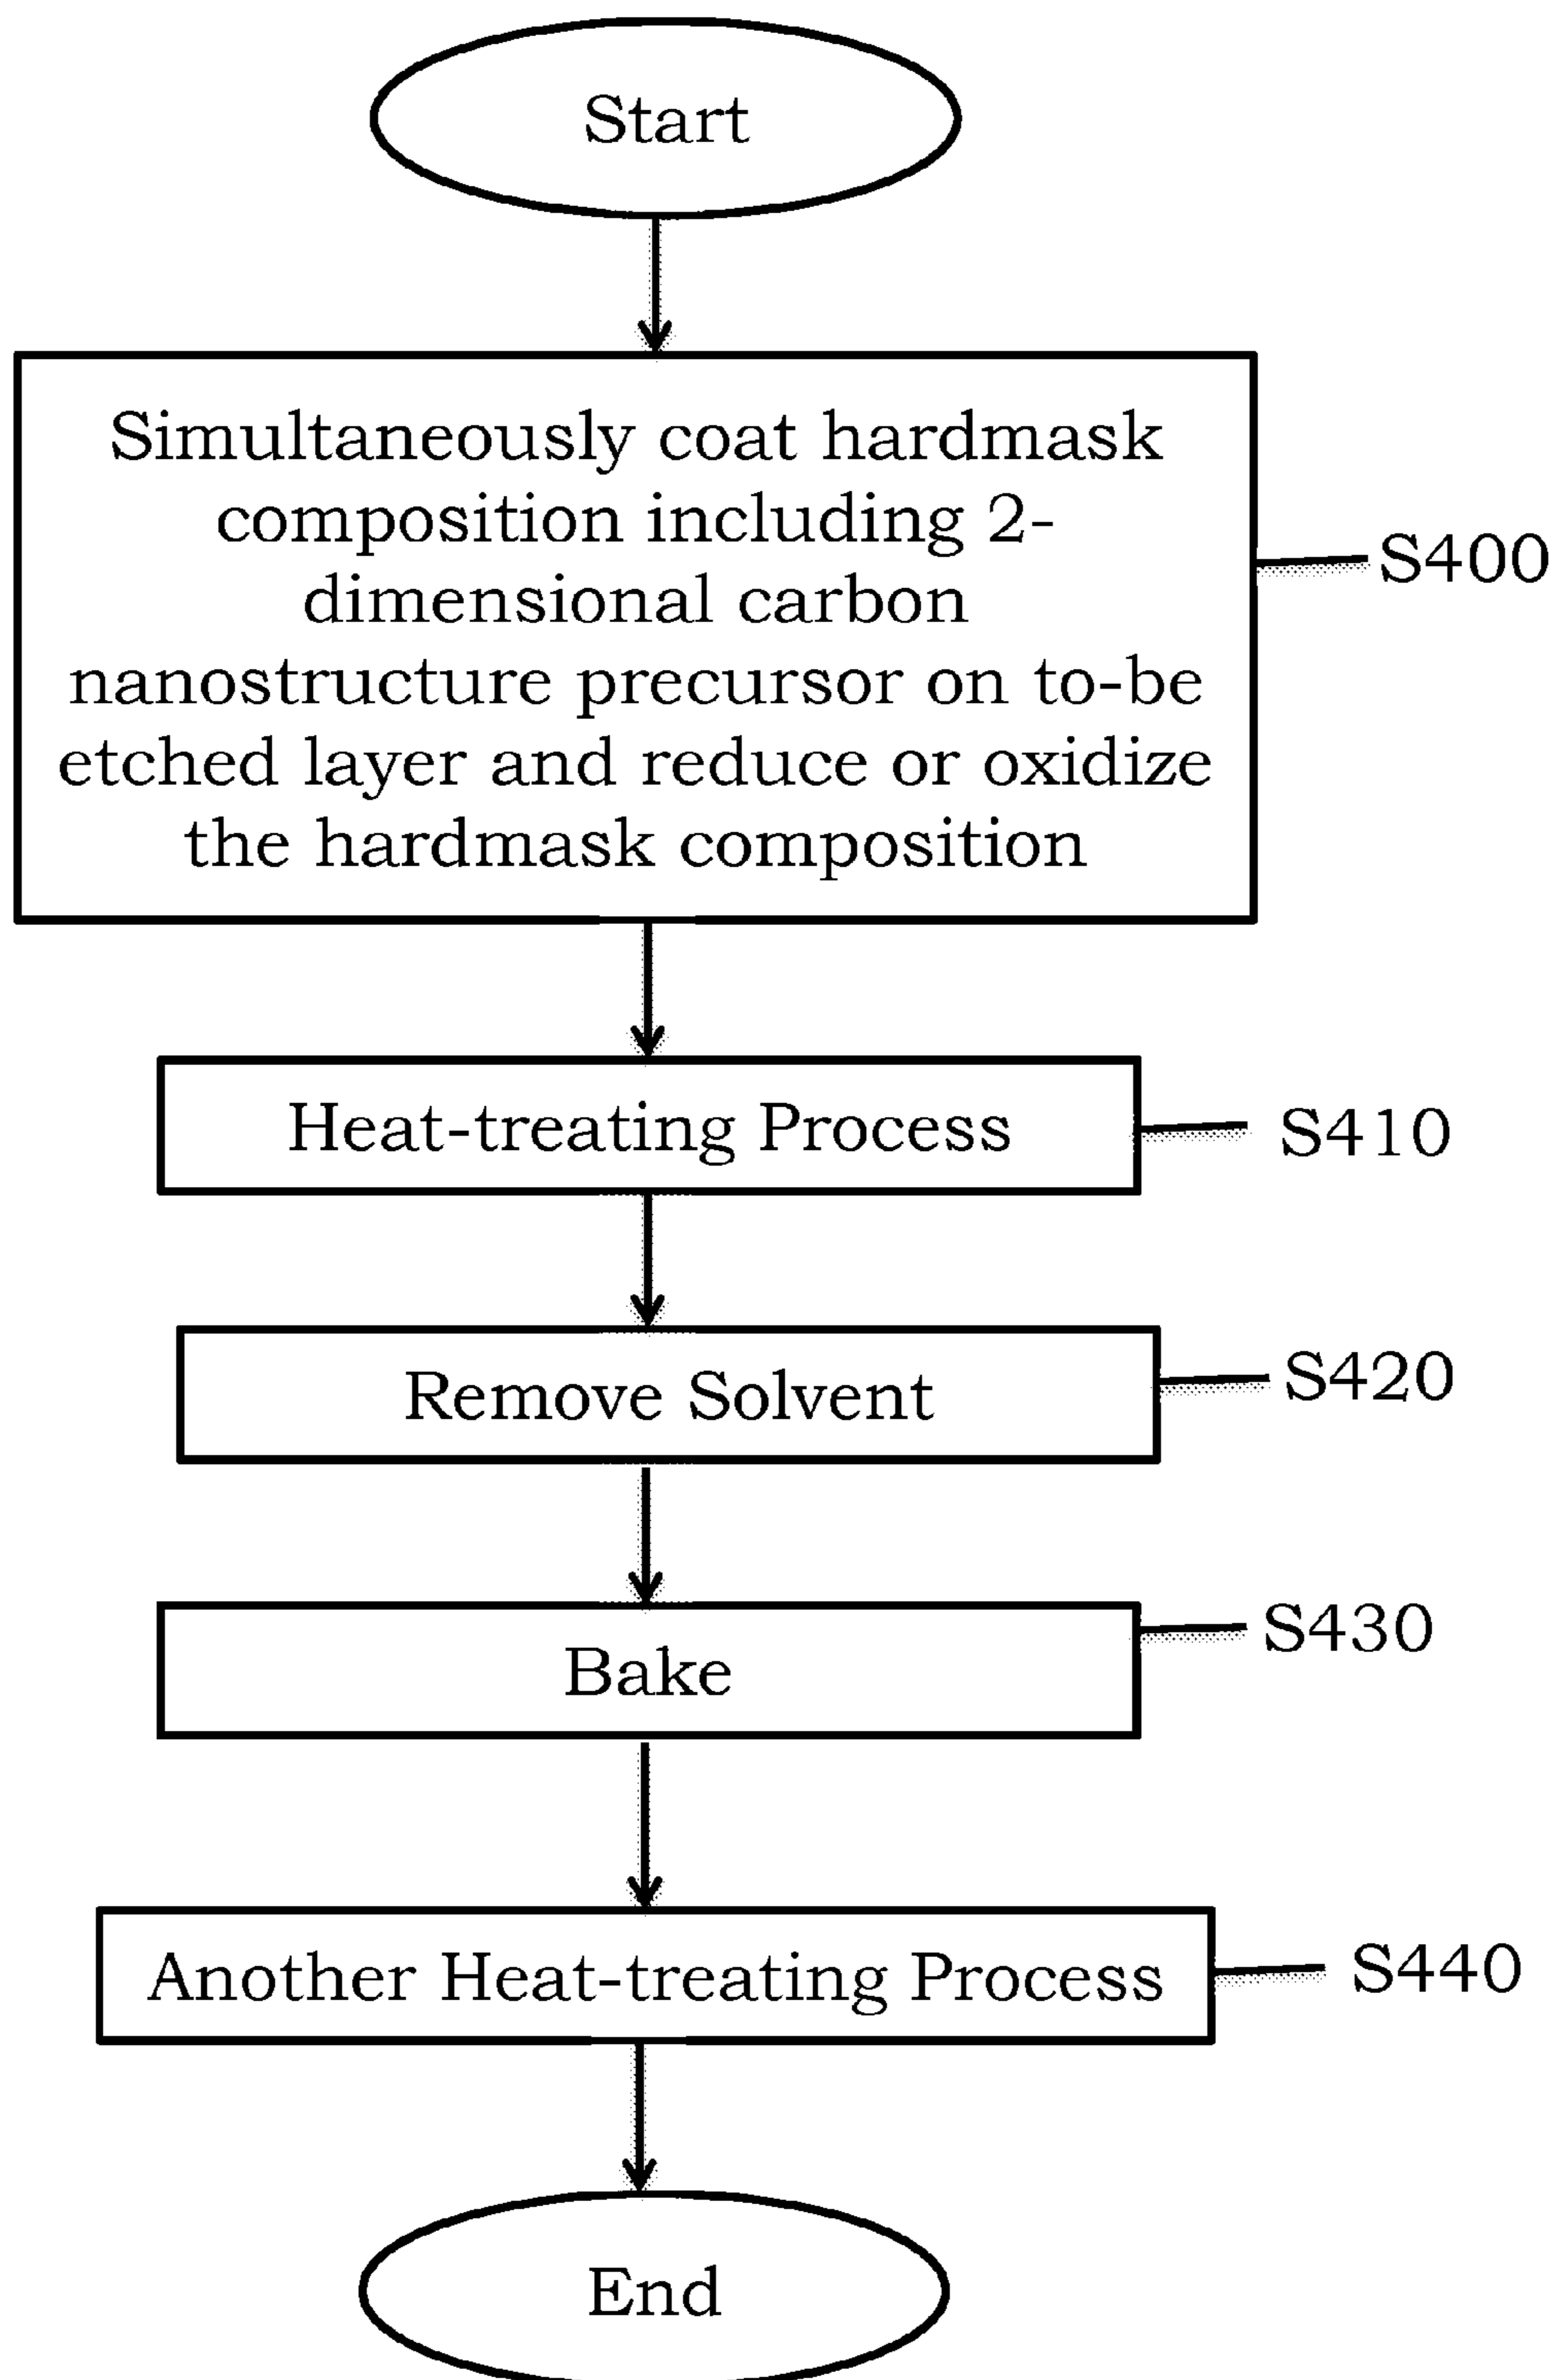 Start
Simultaneously coat hardmask
composition including 2-
dimensional carbon
nanostructure precursor on to-be
etched layer and reduce or oxidize
the hardmask composition
S400
Heat-treating Process
S410
Remove Solvent
S420
Bake
S430
Another Heat-treating Process
S440
End